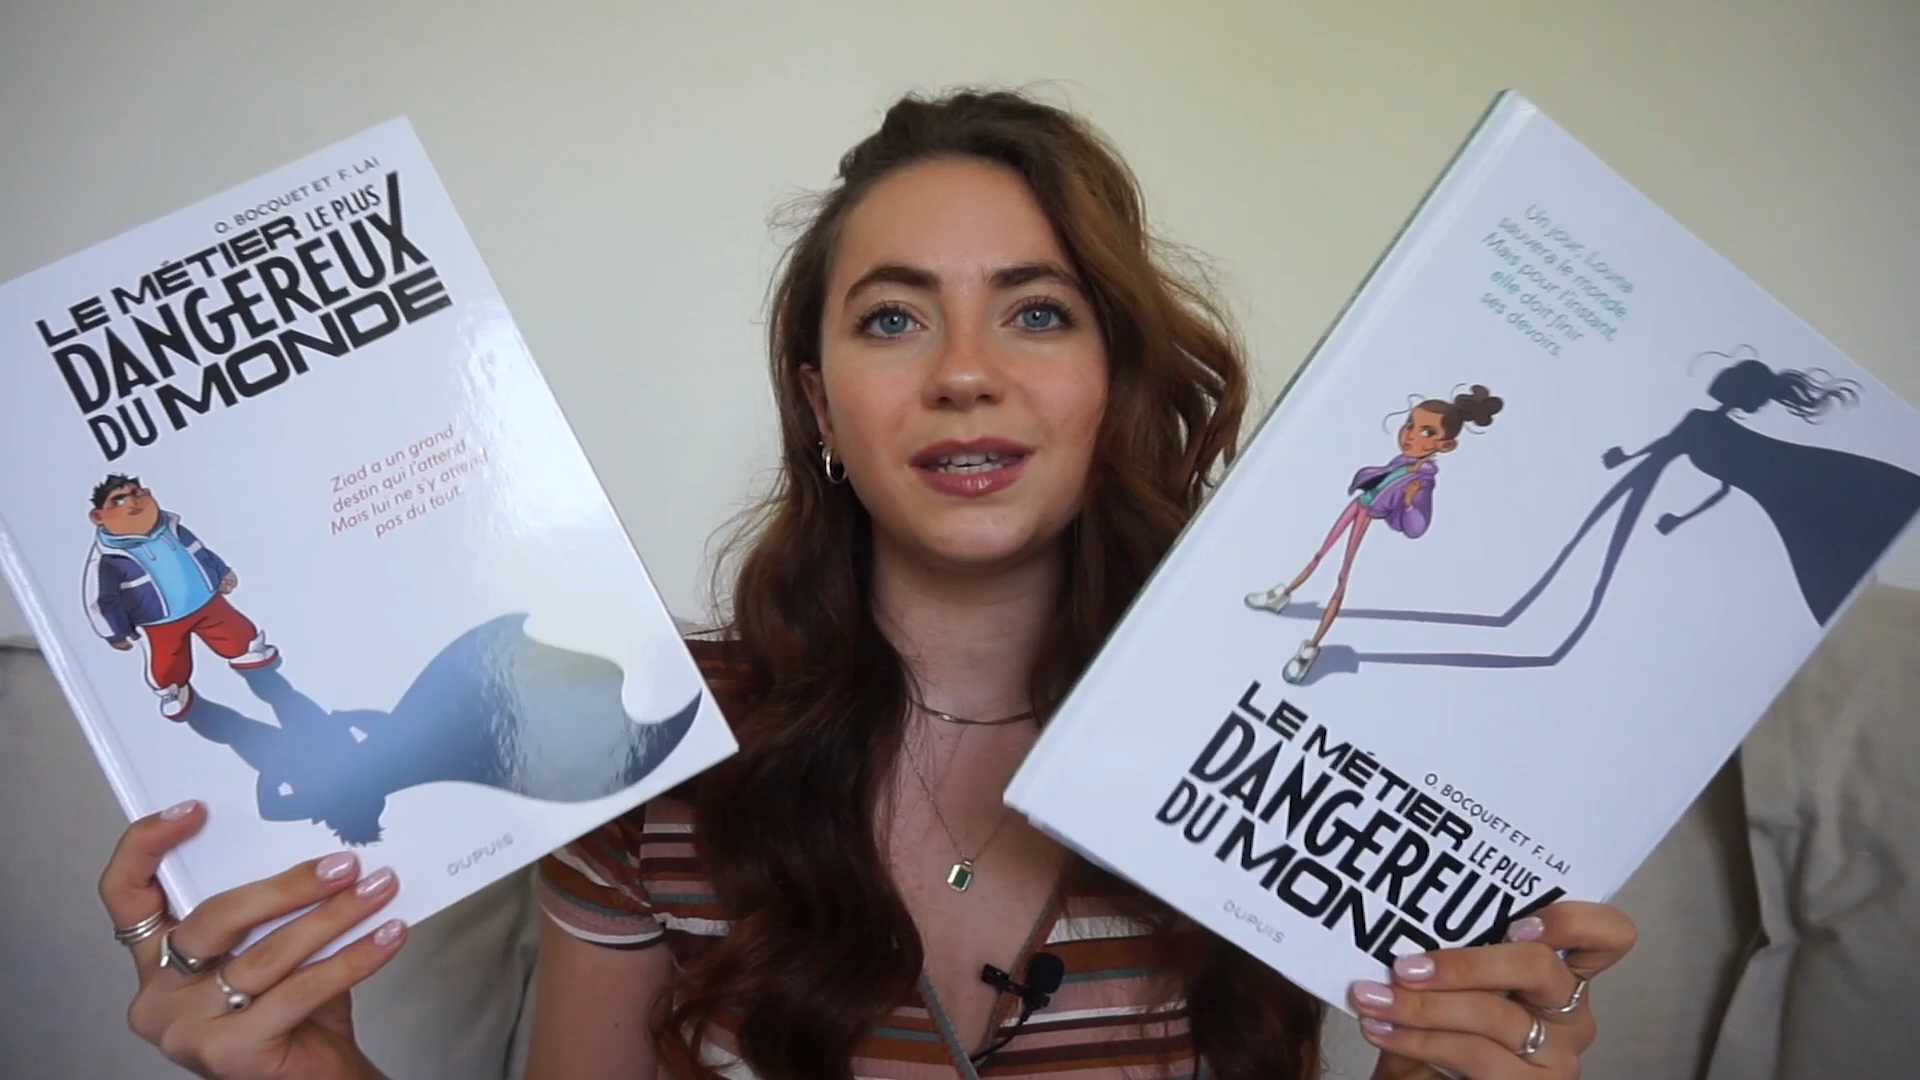 O. BOCQUET ET F. LAI
LE MÉTIER LE PLUS
DANGEREUX
DU MONDE
Ziad a un grand
destin qui l'attend.
Mais lui ne s'y attend
pas du tout.
DUPUIS
Un jour, Louna
sauvera le monde.
Mais pour l'instant,
elle doit finir
ses devoirs.
O. BOCQUET ET F. LAI
LE MÉTIER LE PLUS
DANGEREUX
DU MONDE
DUPUIS